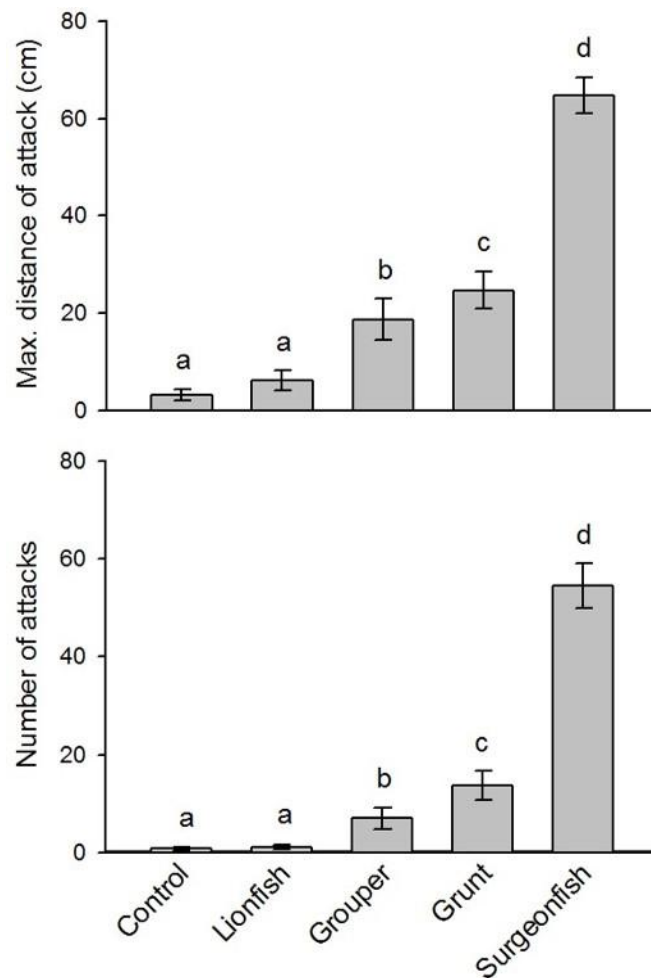 Max. distance of attack (cm)
80
60
40
20
0
a
a
b
c
d
Number of attacks
80
60
40
20
0
a
a
b
c
d
Control
Lionfish
Grouper
Grunt
Surgeonfish